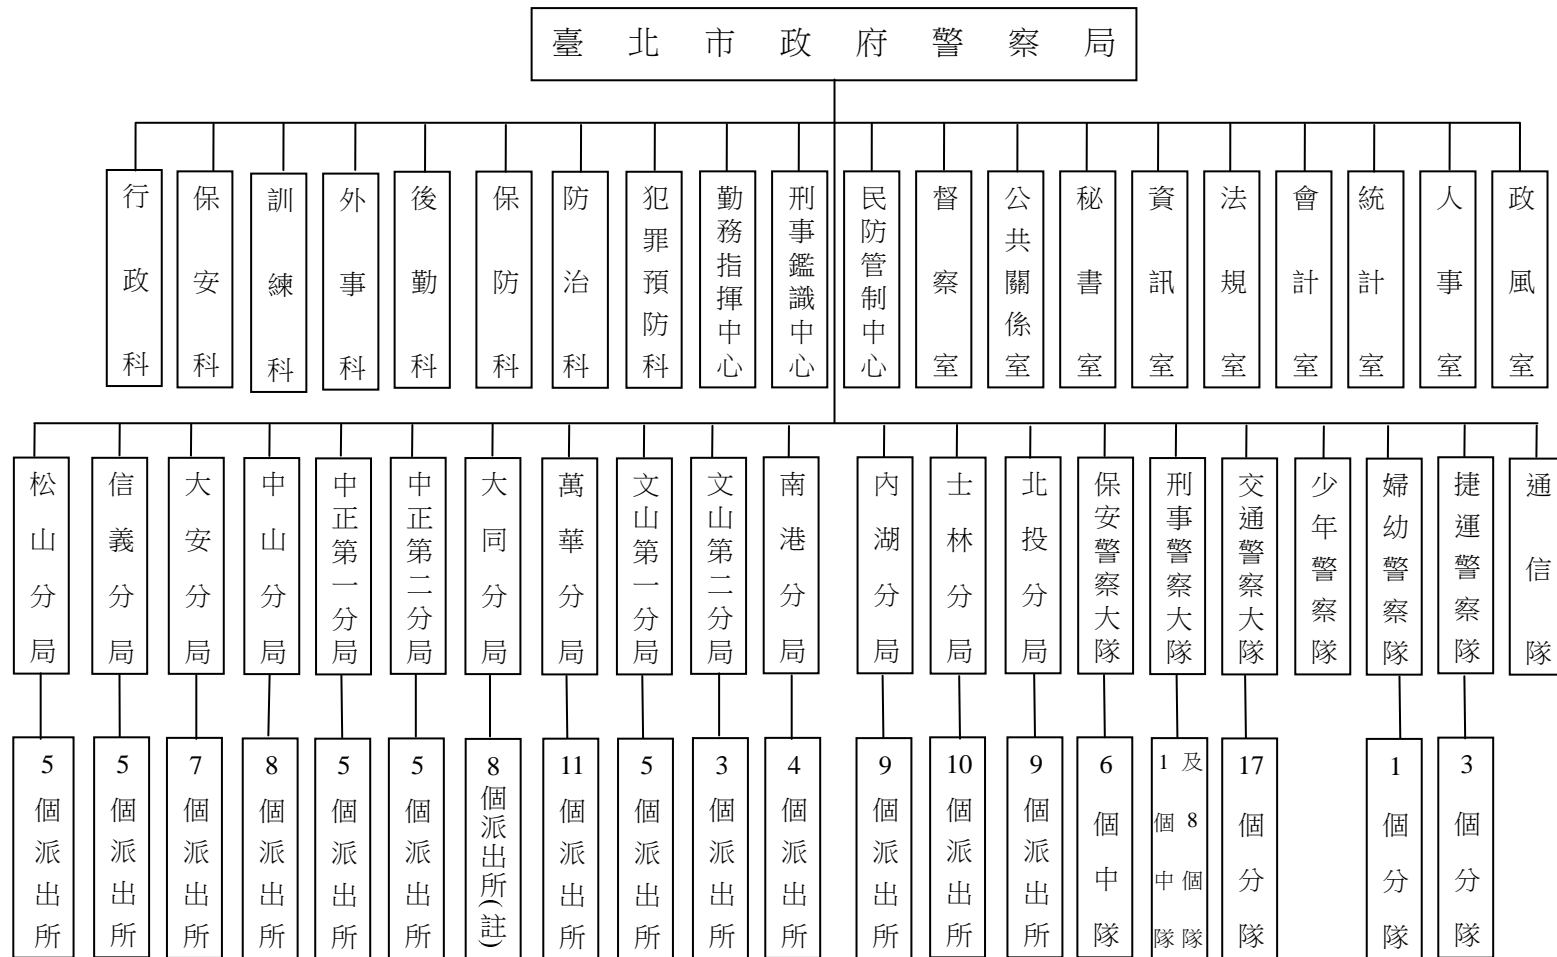 臺北市政府警察局
行政科
保安科
訓練科
外事科
後勤科
保防科
防治科
犯罪預防科
勤務指揮中心
刑事鑑識中心
民防管制中心
督察室
公共關係室
秘書室
資訊室
法規室
會計室
統計室
人事室
政風室
松山分局
信義分局
大安分局
中山分局
中正第一分局
中正第二分局
大同分局
萬華分局
文山第一分局
文山第二分局
南港分局
內湖分局
士林分局
北投分局
保安警察大隊
刑事警察大隊
交通警察大隊
少年警察隊
婦幼警察隊
捷運警察隊
通信隊
5個派出所
5個派出所
7個派出所
8個派出所
5個派出所
5個派出所
8個派出所(註)
11個派出所
5個派出所
3個派出所
4個派出所
9個派出所
10個派出所
9個派出所
6個中隊
1個中隊
及8個隊
17個分隊
1個分隊
3個分隊